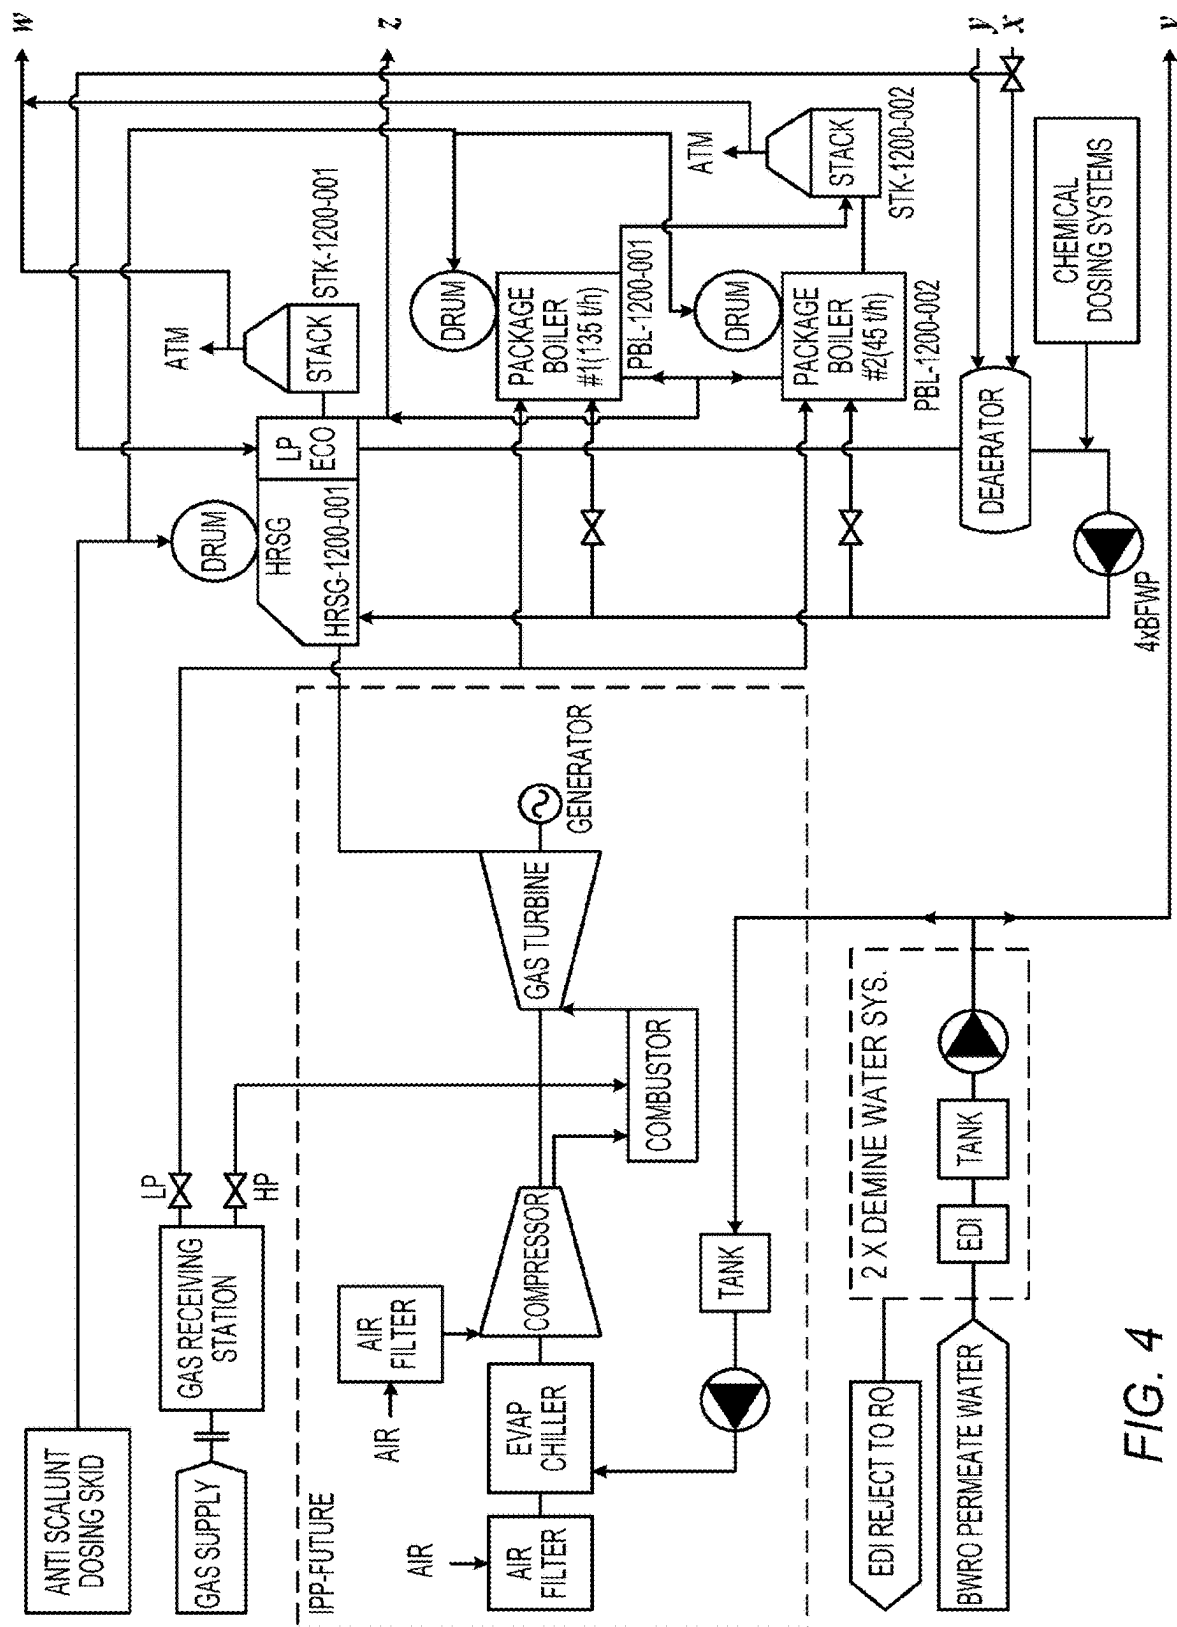 ANTI SCALUNT
DOSING SKID
GAS SUPPLY
GAS RECEIVING
STATION
LP
HP
DRUM
HRSG
HRSG-1200-001
LP
ECO
ATM
STACK
STK-1200-001
w
z
IPP-FUTURE
AIR
AIR
FILTER
AIR
AIR
FILTER
EVAP
CHILLER
COMPRESSOR
COMBUSTOR
GAS TURBINE
GENERATOR
TANK
DRUM
PACKAGE
BOILER
#1(135 t/h)
PBL-1200-001
DRUM
PACKAGE
BOILER
#2(45 t/h)
PBL-1200-002
ATM
STACK
STK-1200-002
y
x
v
EDI REJECT TO RO
BWRO PERMEATE WATER
2 X DEMINE WATER SYS.
EDI
TANK
4xBFWP
DEAERATOR
CHEMICAL
DOSING SYSTEMS
FIG. 4